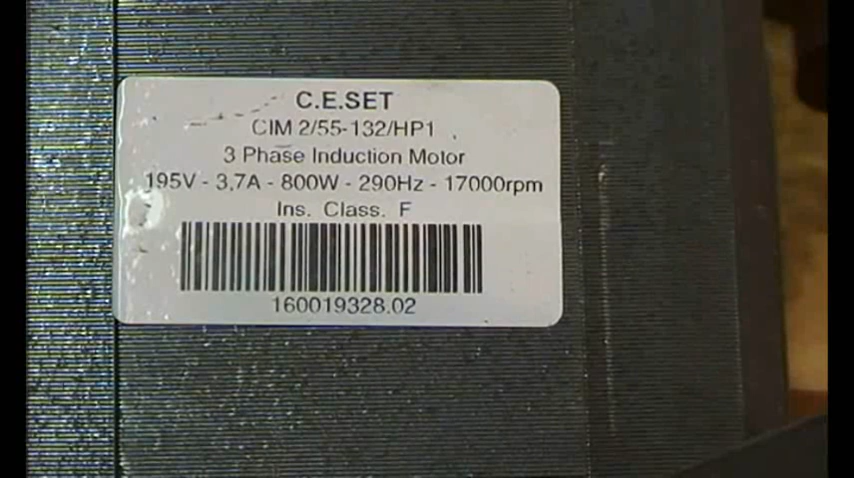 C.E.SET
CIM 2/55-132/HP1
3 Phase Induction Motor
195V - 3,7A - 800W - 290Hz - 17000rpm
Ins. Class. F
160019328.02